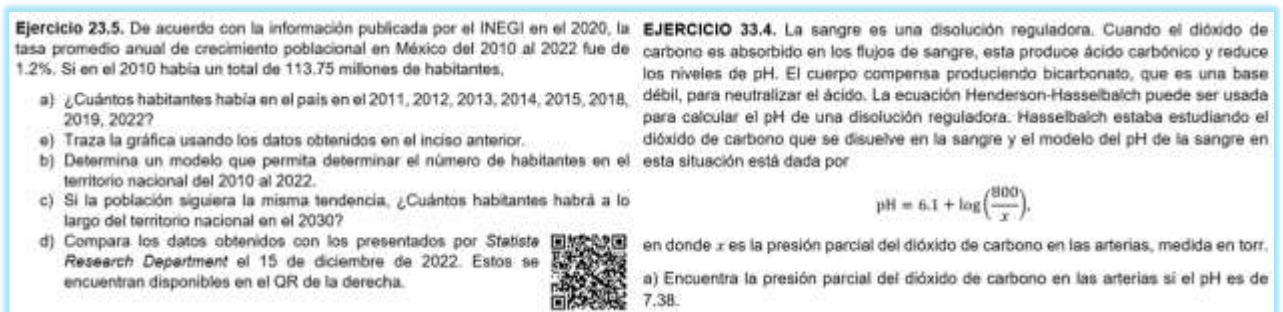 Ejercicio 23.5. De acuerdo con la información publicada por el INEGI en el 2020, la
tasa promedio anual de crecimiento poblacional en México del 2010 al 2022 fue de
1.2%. Si en el 2010 había un total de 113.75 millones de habitantes,
a) ¿Cuántos habitantes había en el país en el 2011, 2012, 2013, 2014, 2015, 2018,
2019, 2022?
e) Traza la gráfica usando los datos obtenidos en el inciso anterior.
b) Determina un modelo que permita determinar el número de habitantes en el
territorio nacional del 2010 al 2022.
c) Si la población siguiera la misma tendencia, ¿Cuántos habitantes habrá a lo
largo del territorio nacional en el 2030?
d) Compara los datos obtenidos con los presentados por Statista
Research Department el 15 de diciembre de 2022. Estos se
encuentran disponibles en el QR de la derecha.
EJERCICIO 33.4. La sangre es una disolución reguladora. Cuando el dióxido de
carbono es absorbido en los flujos de sangre, esta produce ácido carbónico y reduce
los niveles de pH. El cuerpo compensa produciendo bicarbonato, que es una base
débil, para neutralizar el ácido. La ecuación Henderson-Hasselbalch puede ser usada
para calcular el pH de una disolución reguladora. Hasselbalch estaba estudiando el
dióxido de carbono que se disuelve en la sangre y el modelo del pH de la sangre en
esta situación está dada por
pH = 6.1 + log(800/x),
en donde x es la presión parcial del dióxido de carbono en las arterias, medida en torr.
a) Encuentra la presión parcial del dióxido de carbono en las arterias si el pH es de
7.38.